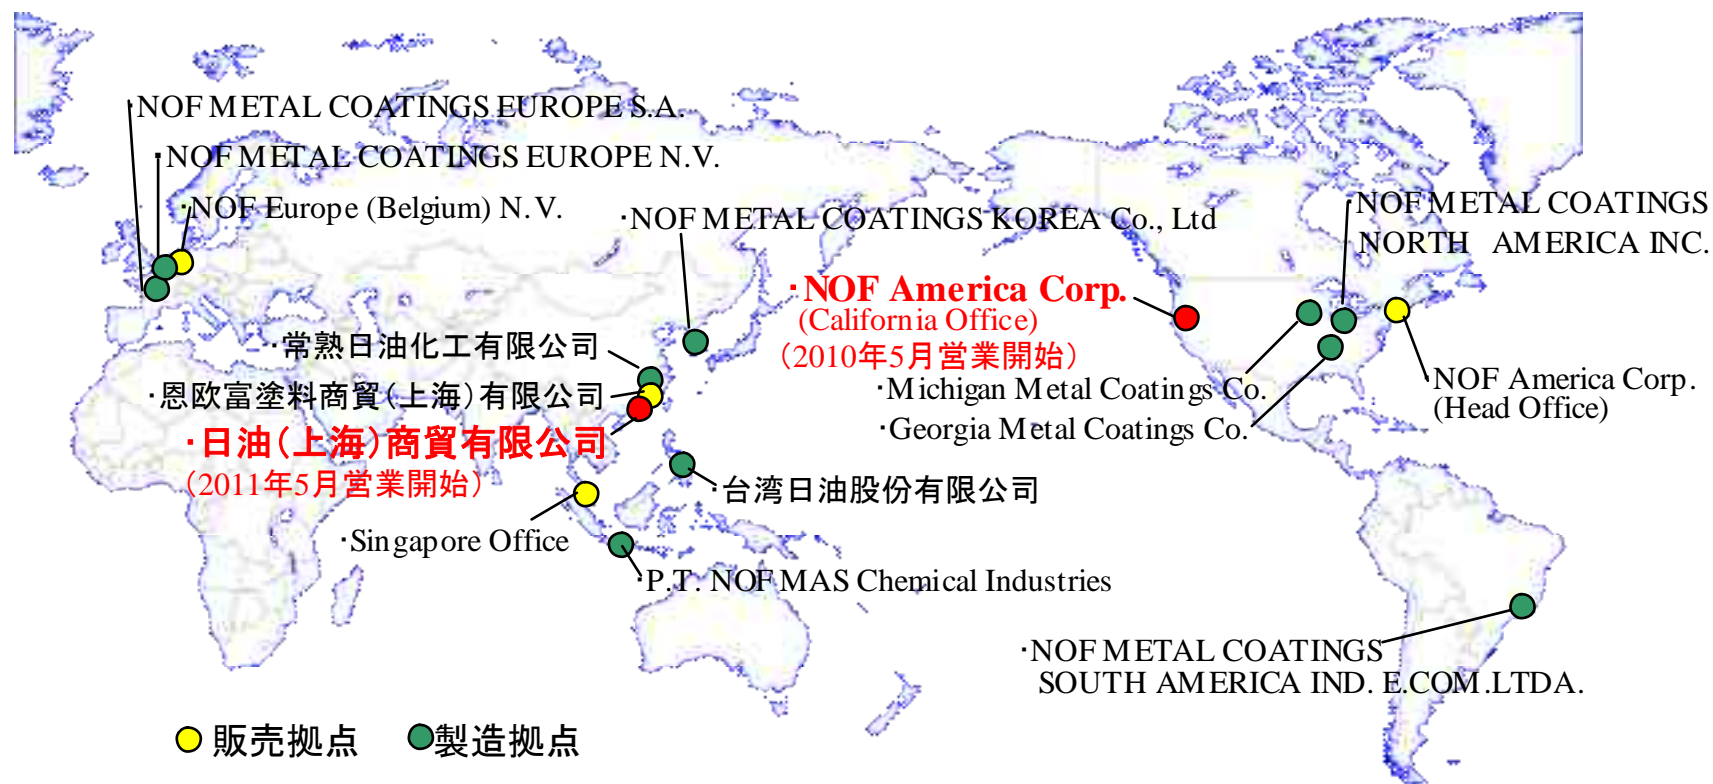 ・NOF METAL COATINGS EUROPE S.A.
・NOF METAL COATINGS EUROPE N.V.
・NOF Europe (Belgium) N.V.
・NOF METAL COATINGS KOREA Co., Ltd
・NOF METAL COATINGS
NORTH AMERICA INC.
・NOF America Corp.
(California Office)
（2010年5月営業開始）
・常熟日油化工有限公司
・恩欧富塗料商貿（上海）有限公司
・日油（上海）商貿有限公司
（2011年5月営業開始）
・Michigan Metal Coatings Co.
・Georgia Metal Coatings Co.
・NOF America Corp.
(Head Office)
・台湾日油股份有限公司
・Singapore Office
・P.T. NOF MAS Chemical Industries
・NOF METAL COATINGS
SOUTH AMERICA IND. E.COM.LTDA.
販売拠点 製造拠点